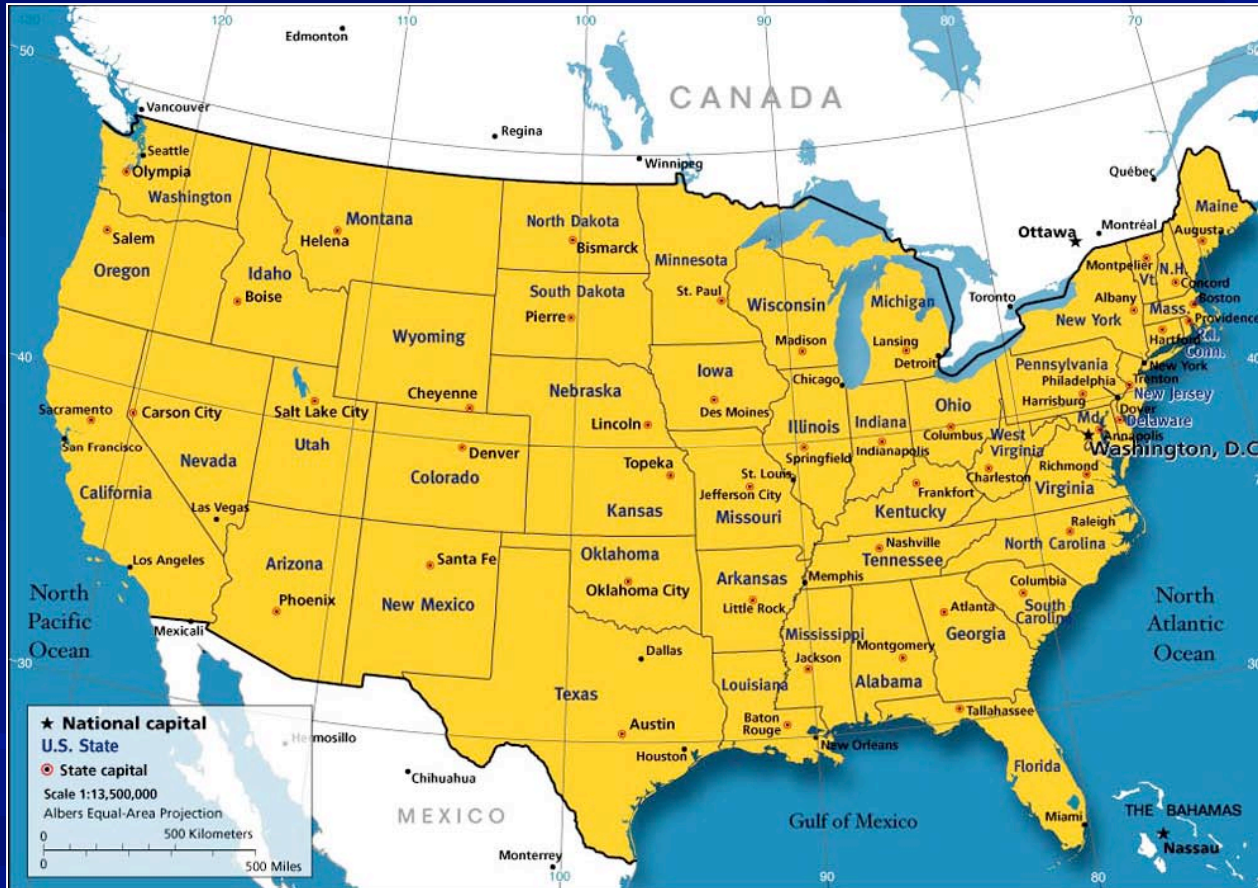 120
110
100
90
80
70
50
50
Edmonton
CANADA
Vancouver
Regina
Winnipeg
Québec
Seattle
Olympia
Washington
Montana
Helena
North Dakota
Bismarck
Minnesota
St. Paul
Ottawa
Montréal
Maine
Augusta
Salem
Oregon
Idaho
Boise
South Dakota
Pierre
Wisconsin
Madison
Michigan
Lansing
Detroit
Toronto
Montpelier
Vt.
N.H.
Concord
Albany
Boston
Mass.
Providence
New York
Hartford
R.I.
Conn.
Wyoming
Cheyenne
Nebraska
Lincoln
Iowa
Des Moines
Chicago
Pennsylvania
New York
Philadelphia
Trenton
Harrisburg
New Jersey
40
40
Sacramento
Carson City
Salt Lake City
San Francisco
Nevada
Utah
Denver
Colorado
Topeka
Kansas
Illinois
Springfield
Indiana
Indianapolis
Ohio
Columbus
West
Virginia
Charleston
Md.
Dover
Delaware
Annapolis
Washington, D.C
Richmond
Virginia
California
Las Vegas
St. Louis
Jefferson City
Missouri
Frankfort
Kentucky
Raleigh
North Carolina
Los Angeles
Arizona
Phoenix
Santa Fe
New Mexico
Oklahoma
Oklahoma City
Arkansas
Little Rock
Nashville
Tennessee
Memphis
Columbia
South
Carolina
North
Pacific
Ocean
North
Atlantic
Ocean
Mexicali
Dallas
Texas
Austin
Houston
Mississippi
Jackson
Louisiana
Baton
Rouge
New Orleans
Montgomery
Alabama
Atlanta
Georgia
Tallahassee
Florida
Miami
30
30
Hermosillo
Chihuahua
MEXICO
Monterrey
Gulf of Mexico
THE BAHAMAS
Nassau
National capital
U.S. State
State capital
Scale 1:13,500,000
Albers Equal-Area Projection
0
500 Kilometers
0
500 Miles
100
90
80